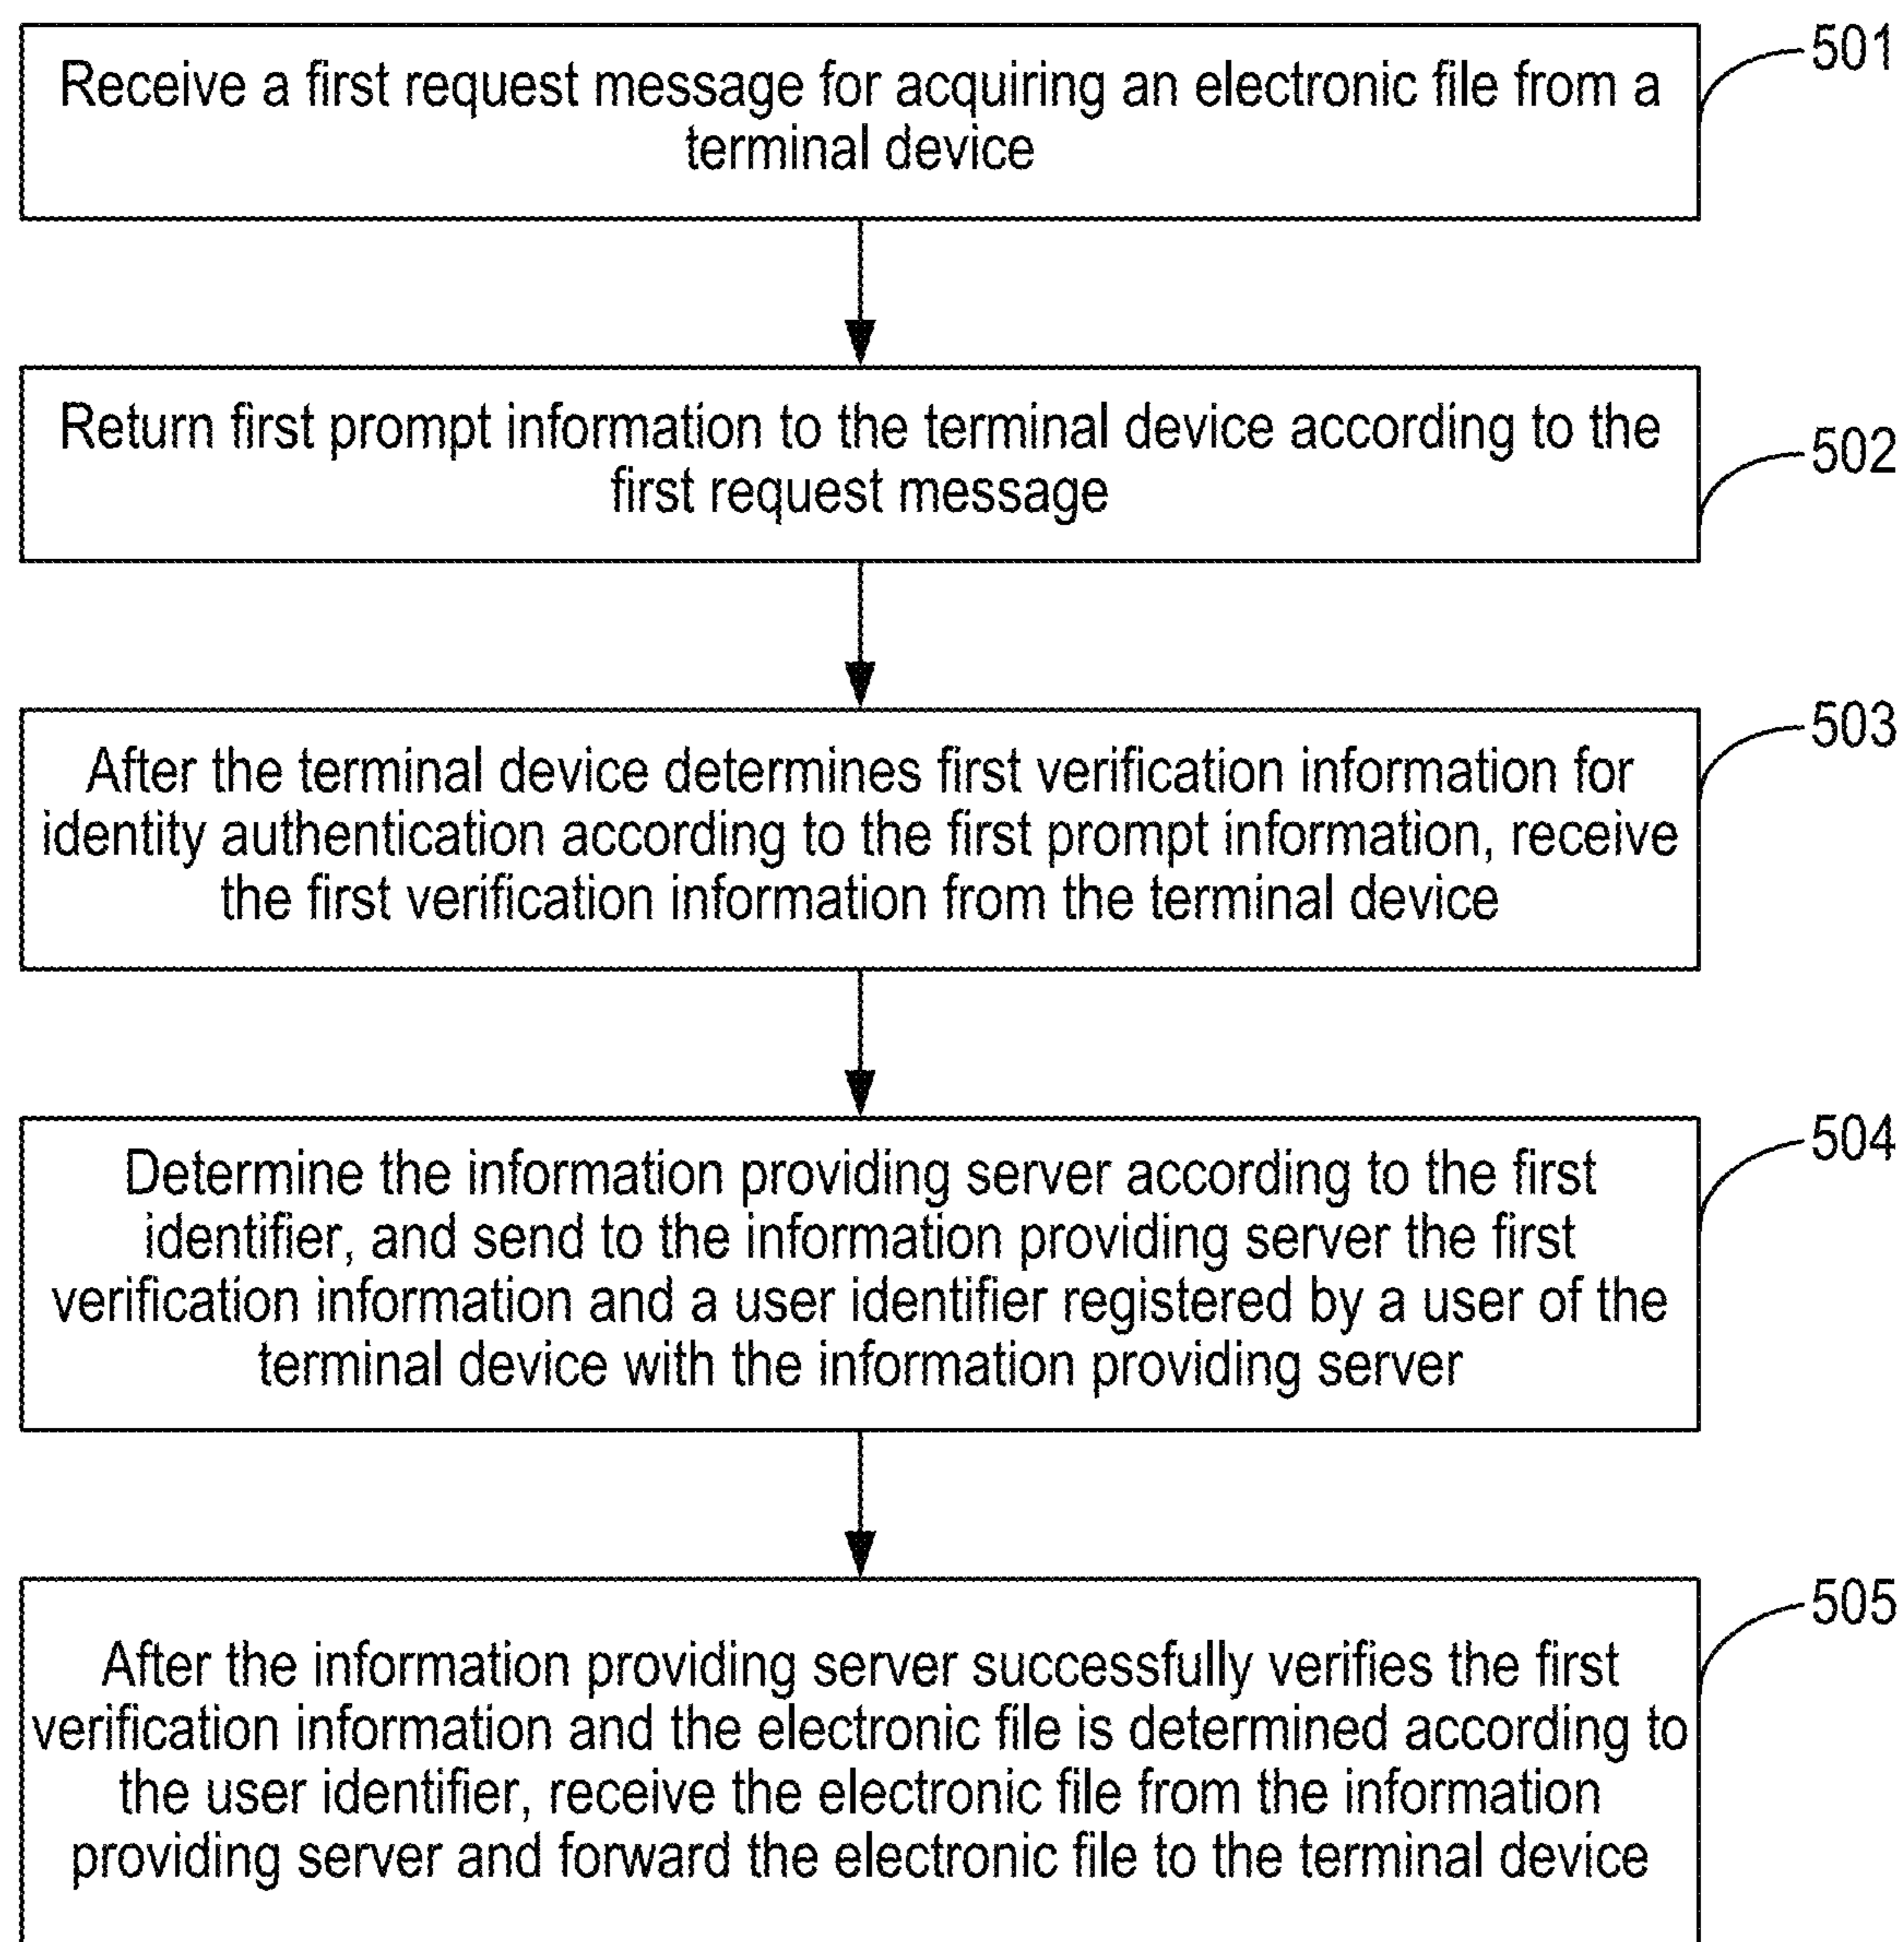 501
Receive a first request message for acquiring an electronic file from a
terminal device
Return first prompt information to the terminal device according to the
first request message
502
503
After the terminal device determines first verification information for
identity authentication according to the first prompt information, receive
the first verification information from the terminal device
504
Determine the information providing server according to the first
identifier, and send to the information providing server the first
verification information and a user identifier registered by a user of the
terminal device with the information providing server
505
After the information providing server successfully verifies the first
verification information and the electronic file is determined according to
the user identifier, receive the electronic file from the information
providing server and forward the electronic file to the terminal device